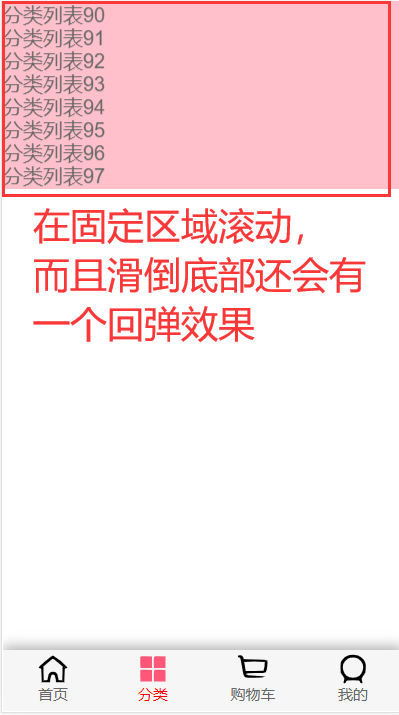 分类列表90
分类列表91
分类列表92
分类列表93
分类列表94
分类列表95
分类列表96
分类列表97
在固定区域滚动，
而且滑倒底部还会有
一个回弹效果
首页 分类 购物车 我的